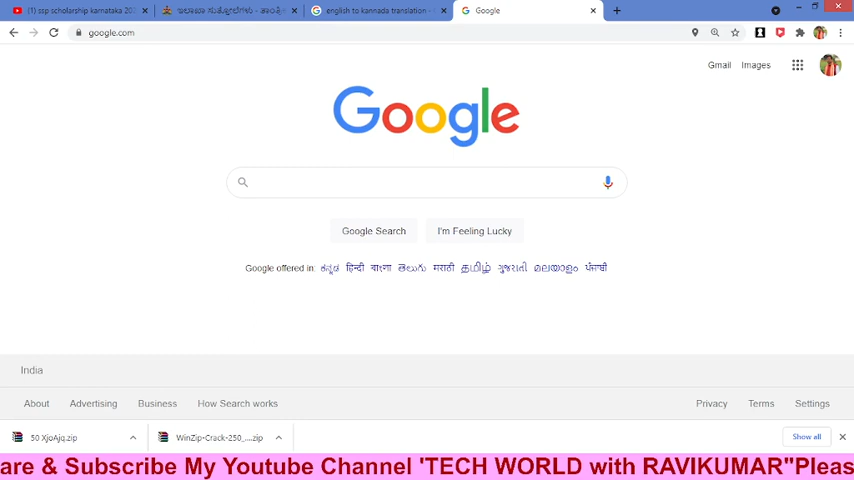 (1) ssp scholarship karnataka 202
ಇಲಾಖಾ ಸುತ್ತೋಲೆಗಳು - ತಾಂತ್ರಿಕ
english to kannada translation -
Google
google.com
Gmail Images
Google
Google Search I'm Feeling Lucky
Google offered in: ಕನ್ನಡ हिन्दी বাংলা తెలుగు मराठी தமிழ் ગુજરાતી മലയാളം ਪੰਜਾਬੀ
India
About Advertising Business How Search works Privacy Terms Settings
50 XjoAjq.zip WinZip-Crack-250_....zip Show all
are & Subscribe My Youtube Channel 'TECH WORLD with RAVIKUMAR"Pleas